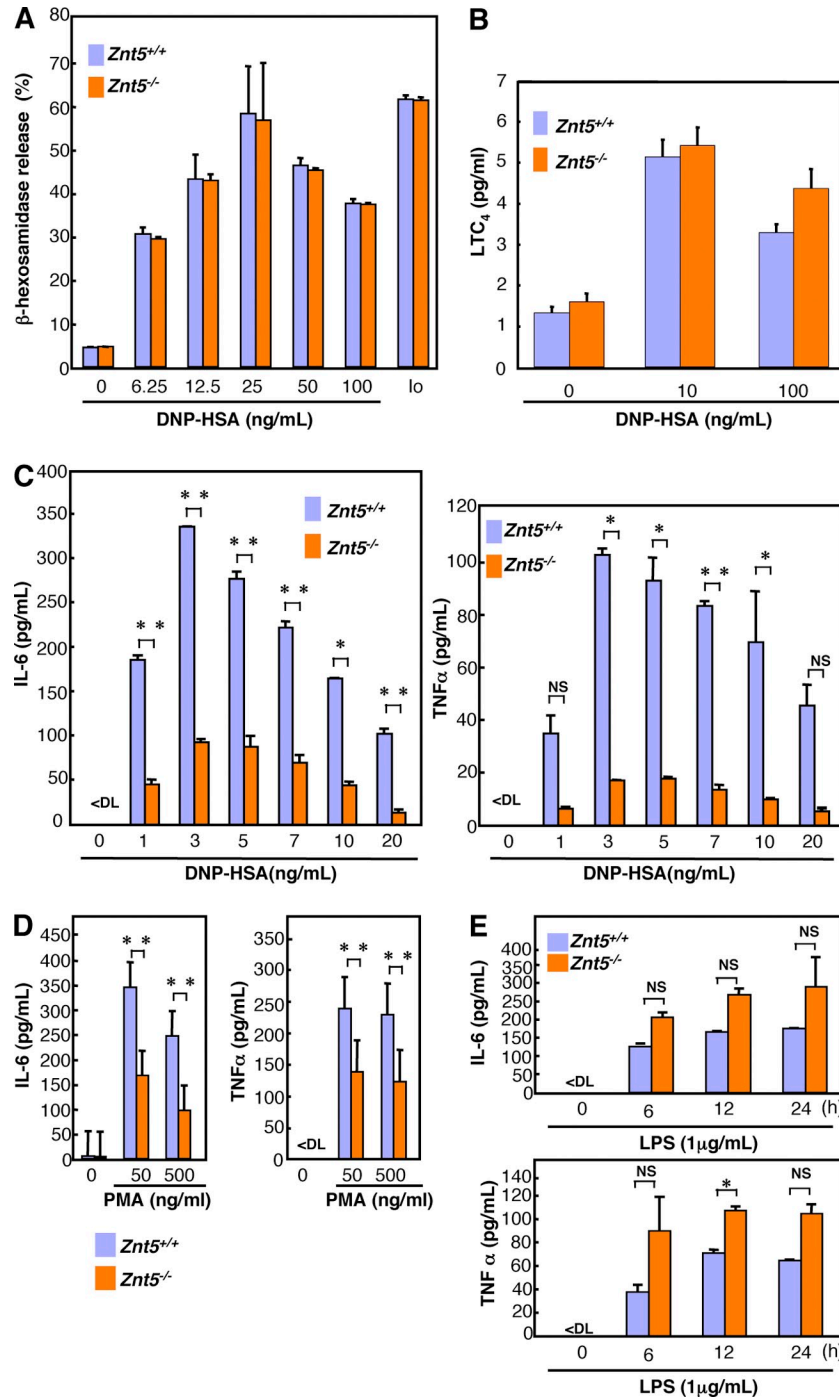 A
Znt5+/+
Znt5-/-
β-hexosamidase release (%)
80
70
60
50
40
30
20
10
0
0 6.25 12.5 25 50 100 Io
DNP-HSA (ng/mL)
B
Znt5+/+
Znt5-/-
LTC4 (pg/ml)
7
6
5
4
3
2
1
0
0 10 100
DNP-HSA (ng/mL)
C
Znt5+/+
Znt5-/-
IL-6 (pg/mL)
400
350
300
250
200
150
100
50
0
<DL
* *
* *
* *
* *
*
* *
0 1 3 5 7 10 20
DNP-HSA(ng/mL)
Znt5+/+
Znt5-/-
TNFα (pg/mL)
120
100
80
60
40
20
0
<DL
NS
*
*
* *
*
NS
0 1 3 5 7 10 20
DNP-HSA(ng/mL)
D
IL-6 (pg/mL)
450
400
350
300
250
200
150
100
50
0
* *
* *
0 50 500
PMA (ng/ml)
TNFα (pg/mL)
350
300
250
200
150
100
50
0
<DL
* *
* *
0 50 500
PMA (ng/ml)
Znt5+/+
Znt5-/-
E
Znt5+/+
Znt5-/-
IL-6 (pg/mL)
400
350
300
250
200
150
100
50
0
<DL
NS
NS
NS
0 6 12 24 (h)
LPS (1μg/mL)
TNF α (pg/mL)
140
120
100
80
60
40
20
0
<DL
NS
*
NS
0 6 12 24 (h)
LPS (1μg/mL)